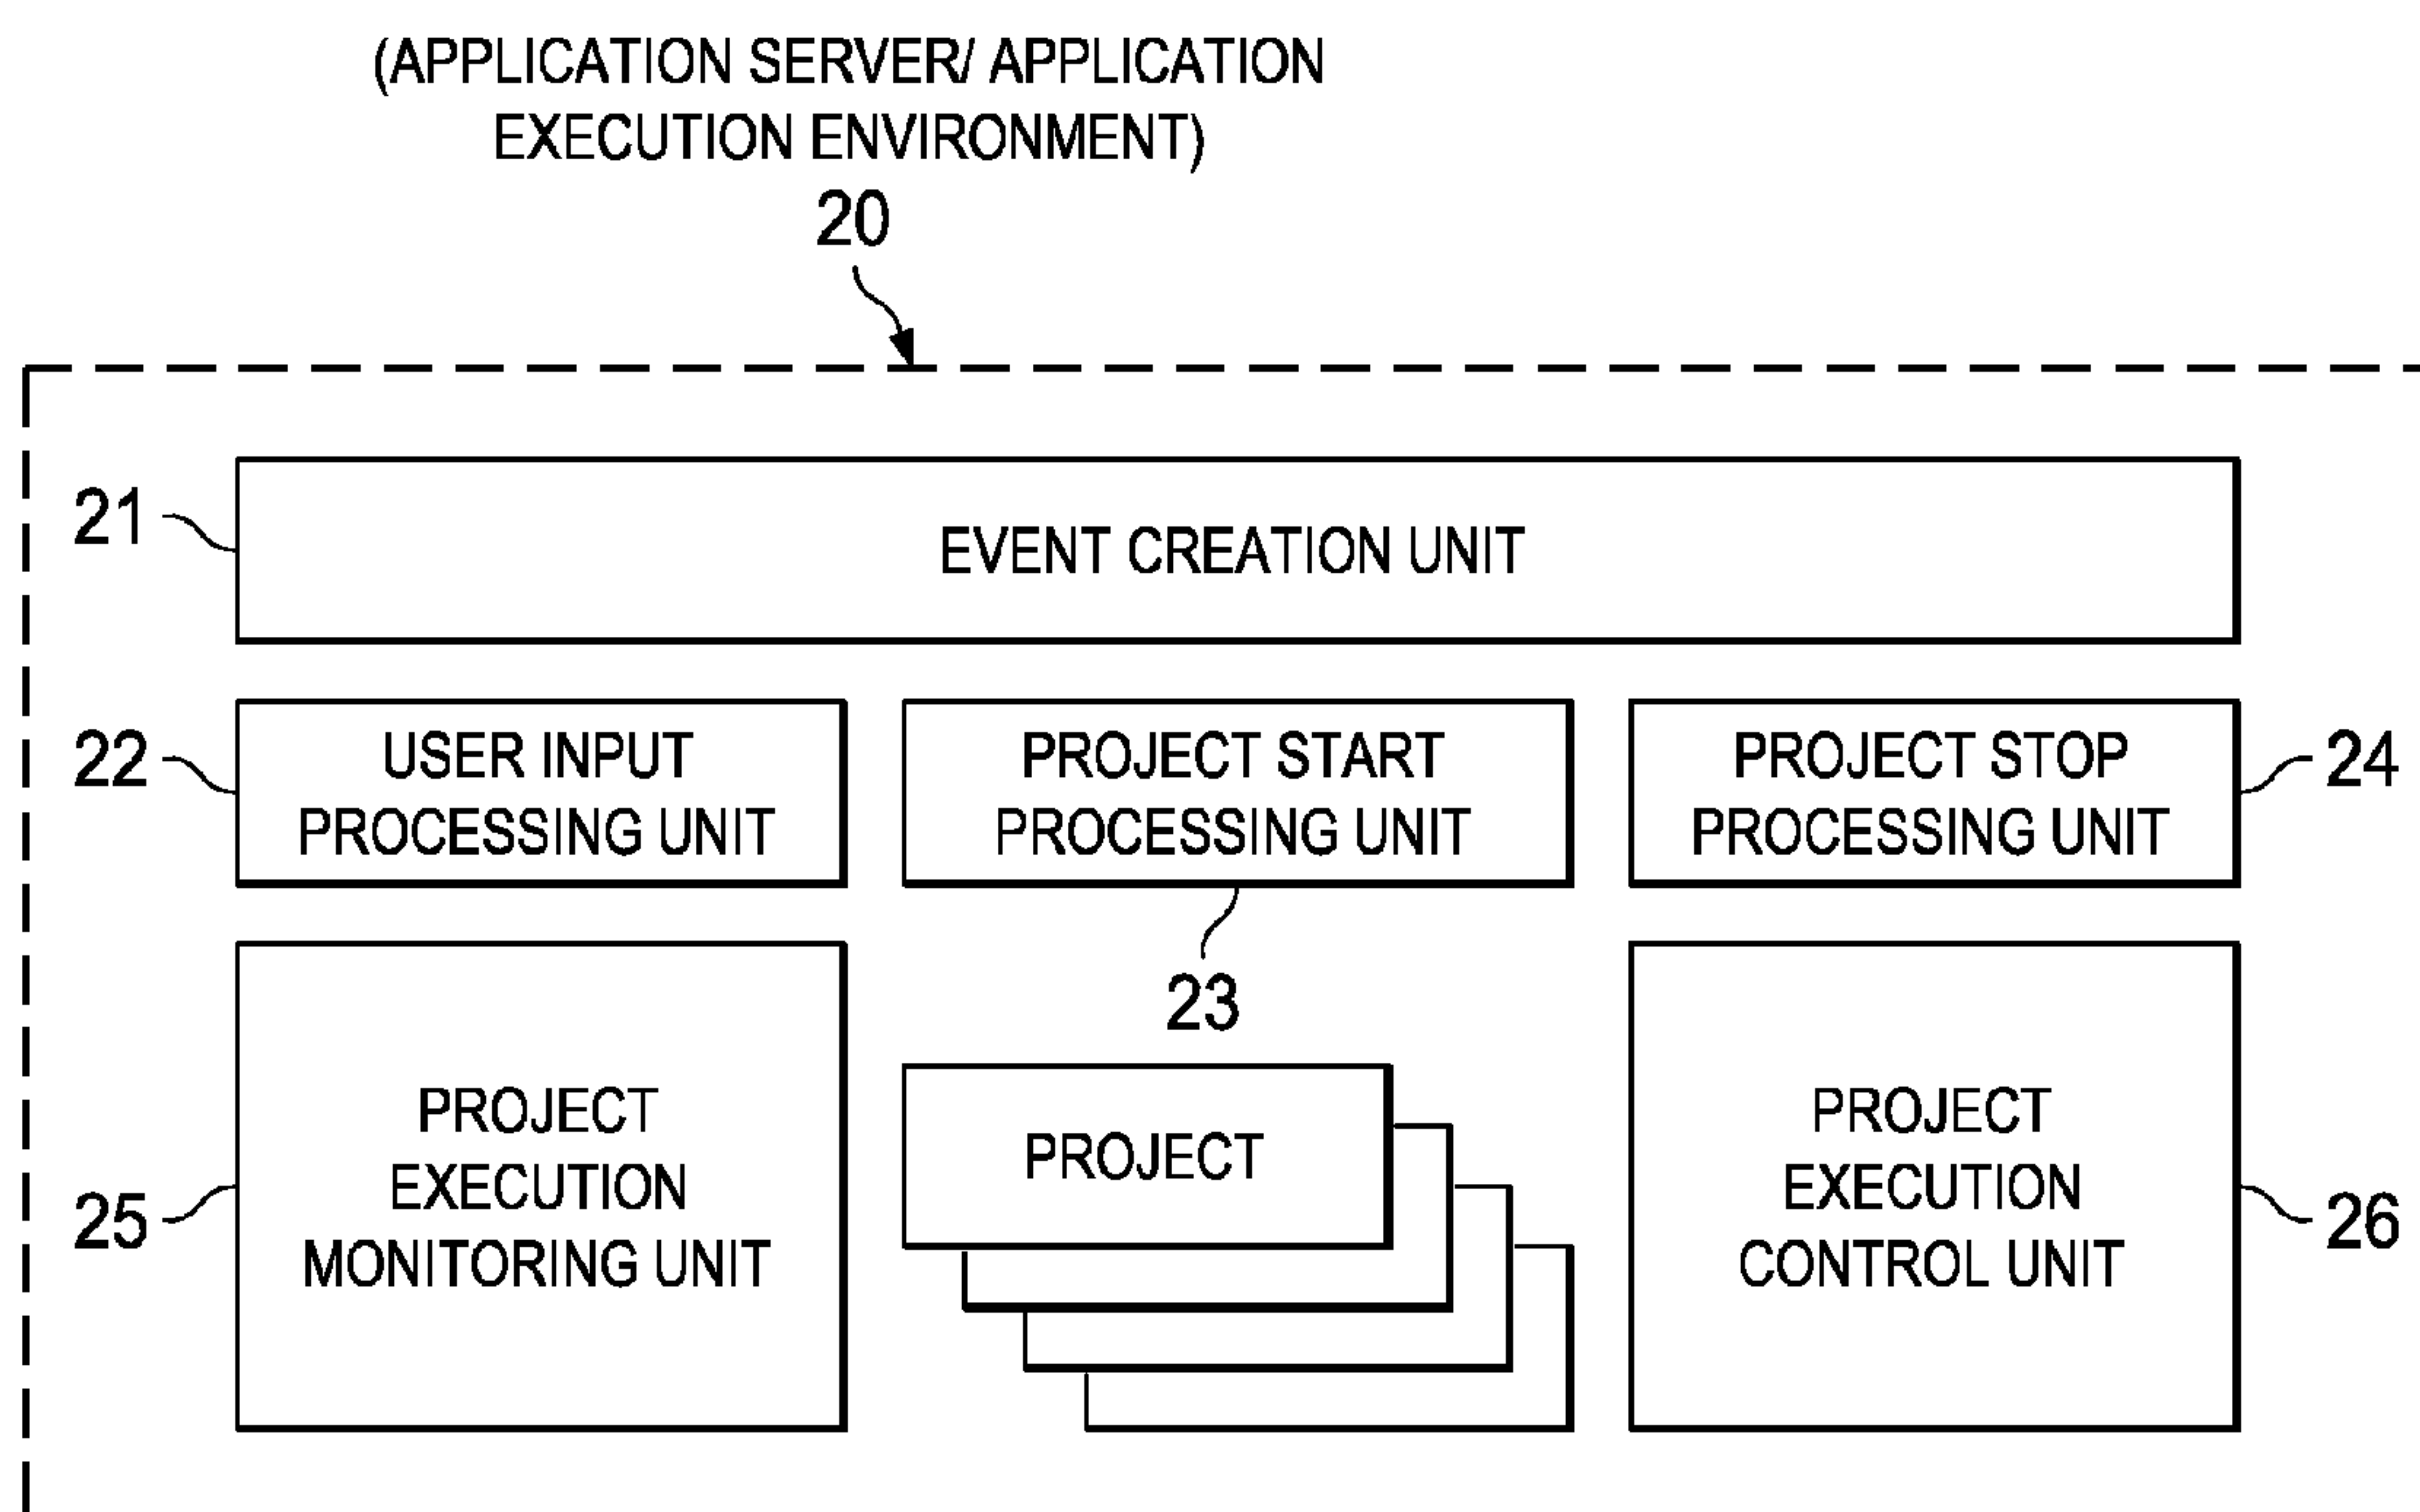 (APPLICATION SERVER/ APPLICATION
EXECUTION ENVIRONMENT)
20
21
EVENT CREATION UNIT
22
USER INPUT
PROCESSING UNIT
PROJECT START
PROCESSING UNIT
PROJECT STOP
PROCESSING UNIT
24
23
25
PROJECT
EXECUTION
MONITORING UNIT
PROJECT
PROJECT
EXECUTION
CONTROL UNIT
26